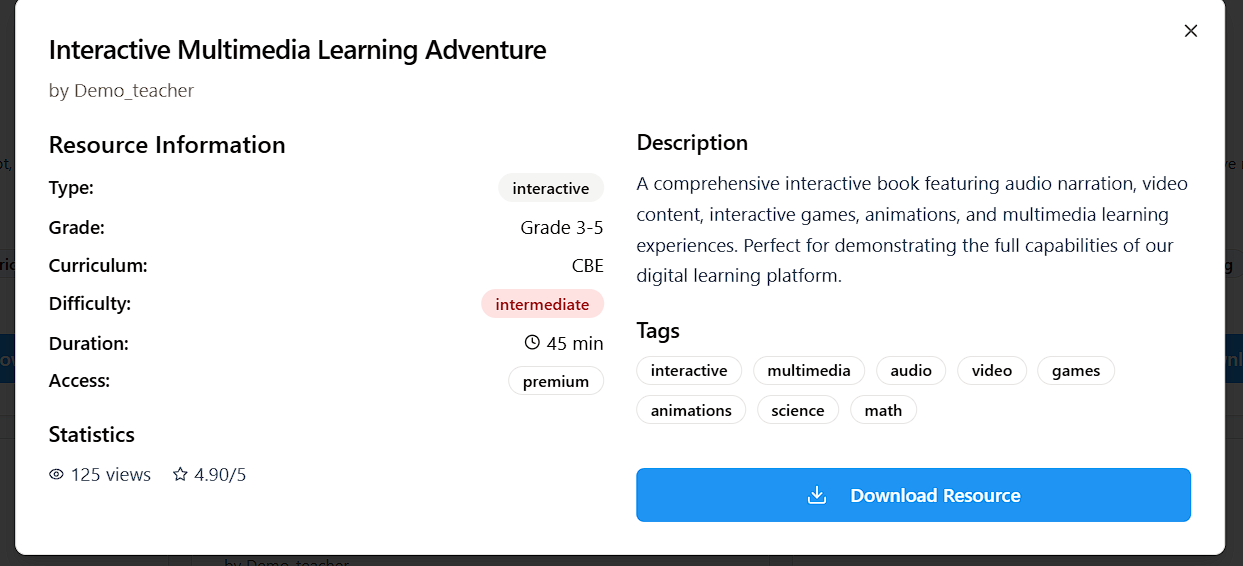 Interactive Multimedia Learning Adventure
by Demo_teacher
Resource Information
Type: interactive
Grade: Grade 3-5
Curriculum: CBE
Difficulty: intermediate
Duration: 45 min
Access: premium
Statistics
125 views 4.90/5
Description
A comprehensive interactive book featuring audio narration, video
content, interactive games, animations, and multimedia learning
experiences. Perfect for demonstrating the full capabilities of our
digital learning platform.
Tags
interactive multimedia audio video games
animations science math
Download Resource
by Demo_teacher